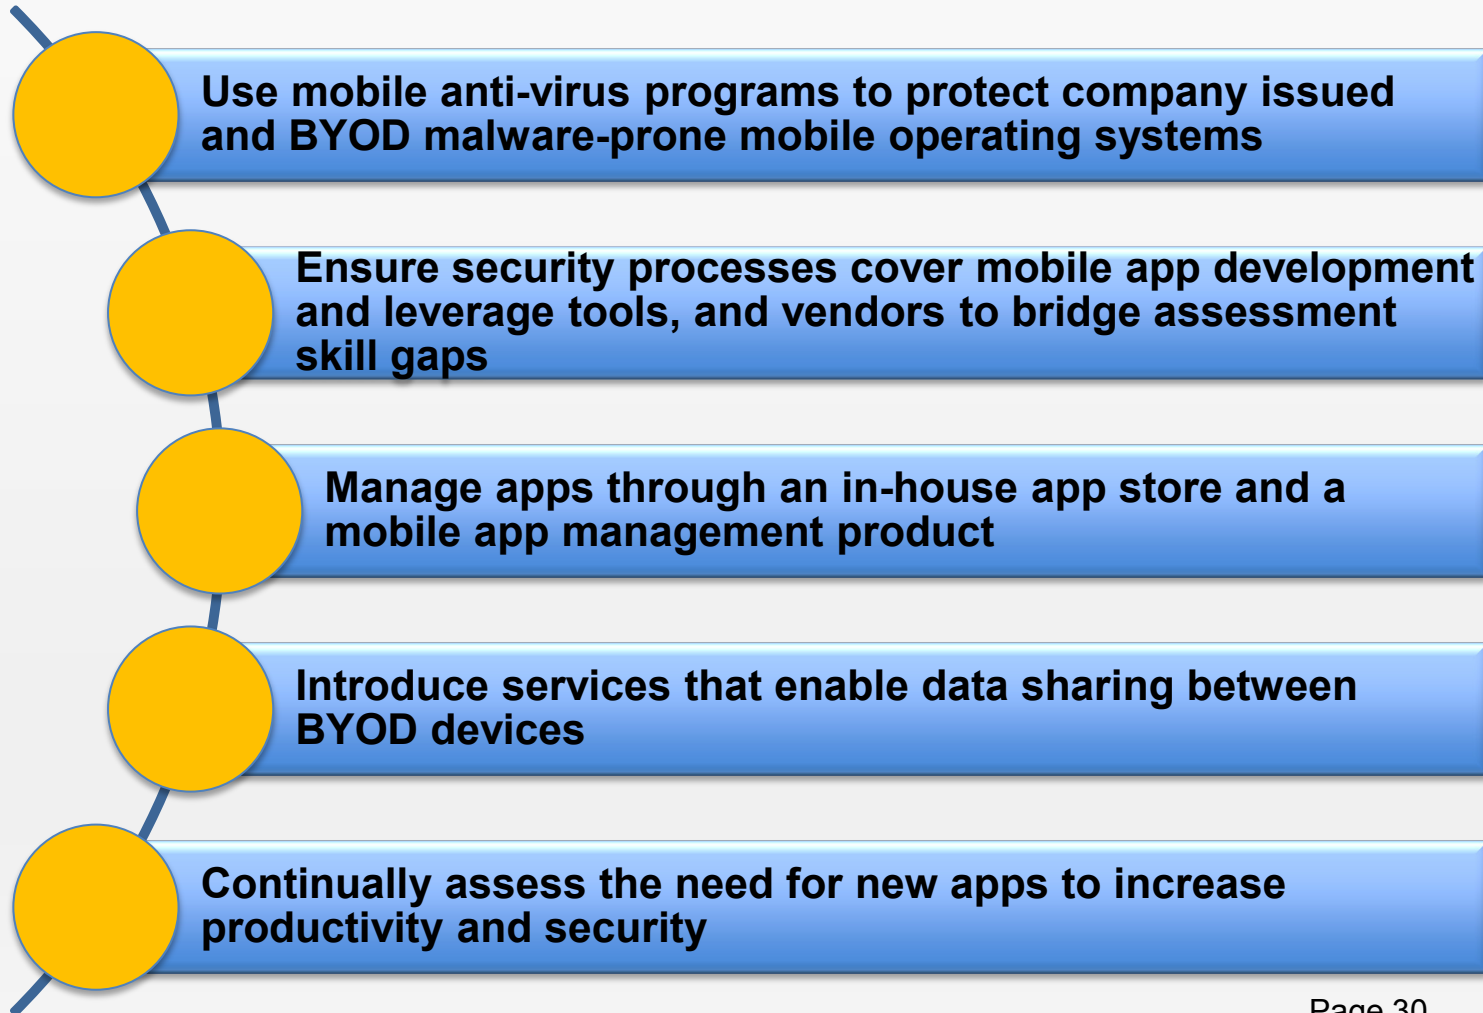 Use mobile anti-virus programs to protect company issued
and BYOD malware-prone mobile operating systems
Ensure security processes cover mobile app development
and leverage tools, and vendors to bridge assessment
skill gaps
Manage apps through an in-house app store and a
mobile app management product
Introduce services that enable data sharing between
BYOD devices
Continually assess the need for new apps to increase
productivity and security
Page 30